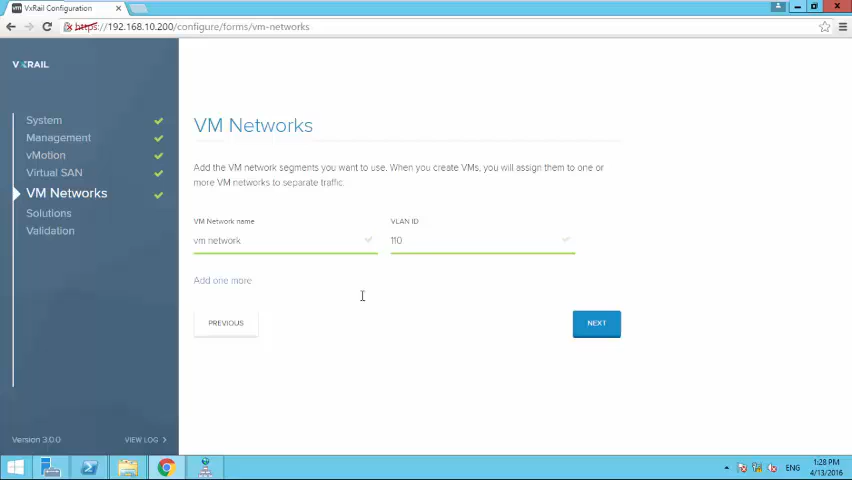 VxRail Configuration
https://192.168.10.200/configure/forms/vm-networks
VXRAIL
System
Management
vMotion
Virtual SAN
VM Networks
Solutions
Validation
Version 3.0.0
VIEW LOG
VM Networks
Add the VM network segments you want to use. When you create VMs, you will assign them to one or
more VM networks to separate traffic.
VM Network name
VLAN ID
vm network
110
Add one more
PREVIOUS
NEXT
ENG
1:28 PM
4/13/2016